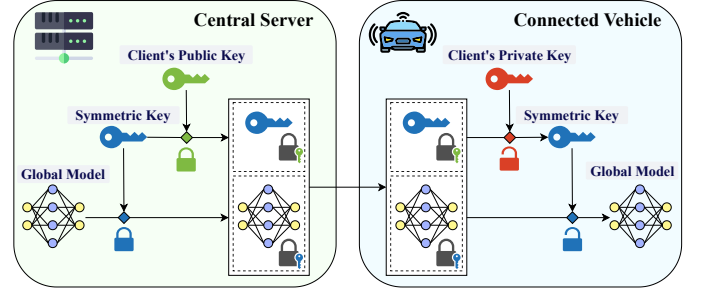 Central Server
Client's Public Key
Symmetric Key
Global Model
Connected Vehicle
Client's Private Key
Symmetric Key
Global Model